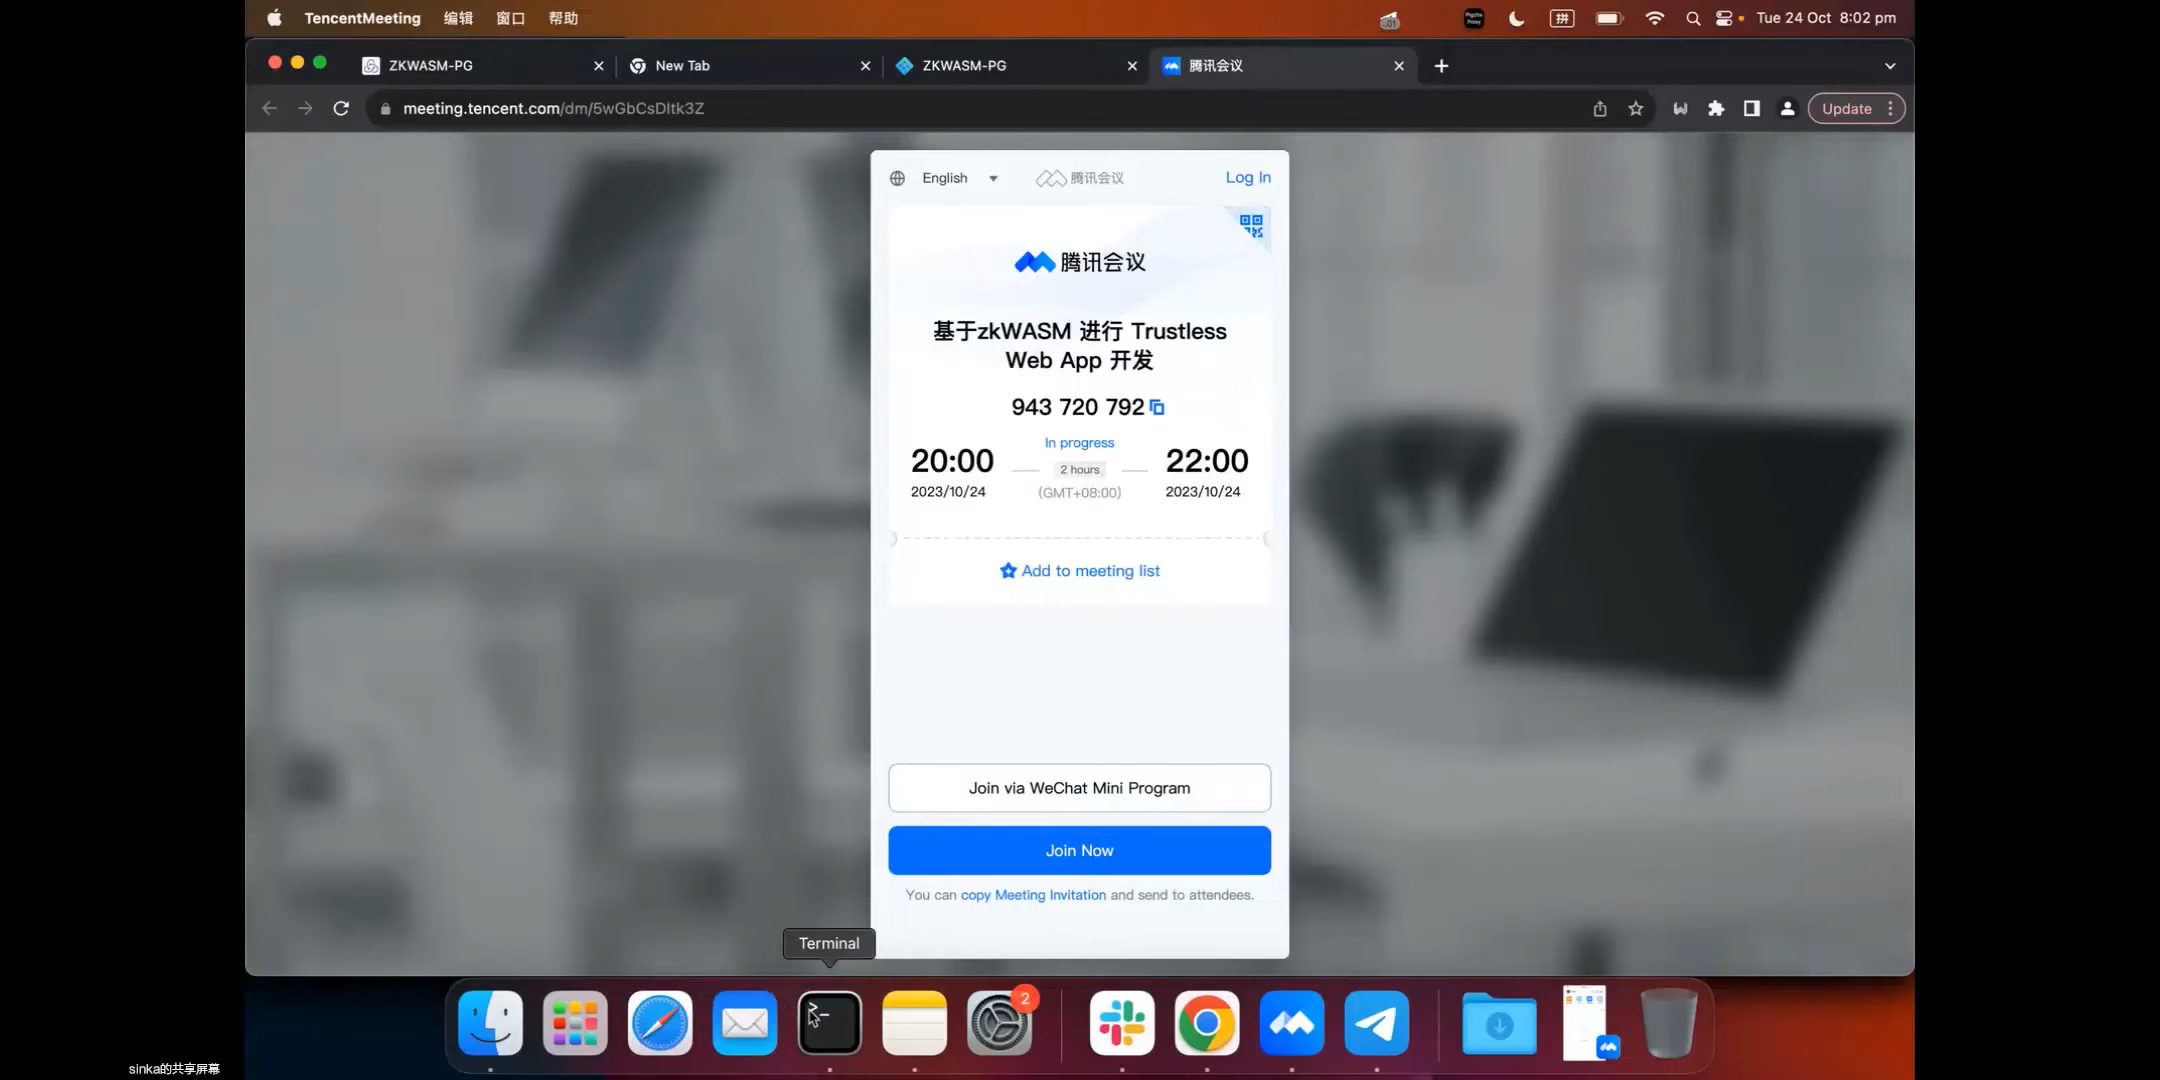 TencentMeeting 编辑 窗口 帮助
拼 Tue 24 Oct 8:02 pm
ZKWASM-PG New Tab ZKWASM-PG 腾讯会议
meeting.tencent.com/dm/5wGbCsDltk3Z Update
English 腾讯会议 Log In
腾讯会议
基于zkWASM 进行 Trustless
Web App 开发
943 720 792
In progress
20:00 2 hours 22:00
2023/10/24 (GMT+08:00) 2023/10/24
Add to meeting list
Join via WeChat Mini Program
Join Now
You can copy Meeting Invitation and send to attendees.
Terminal
2
sinka的共享屏幕